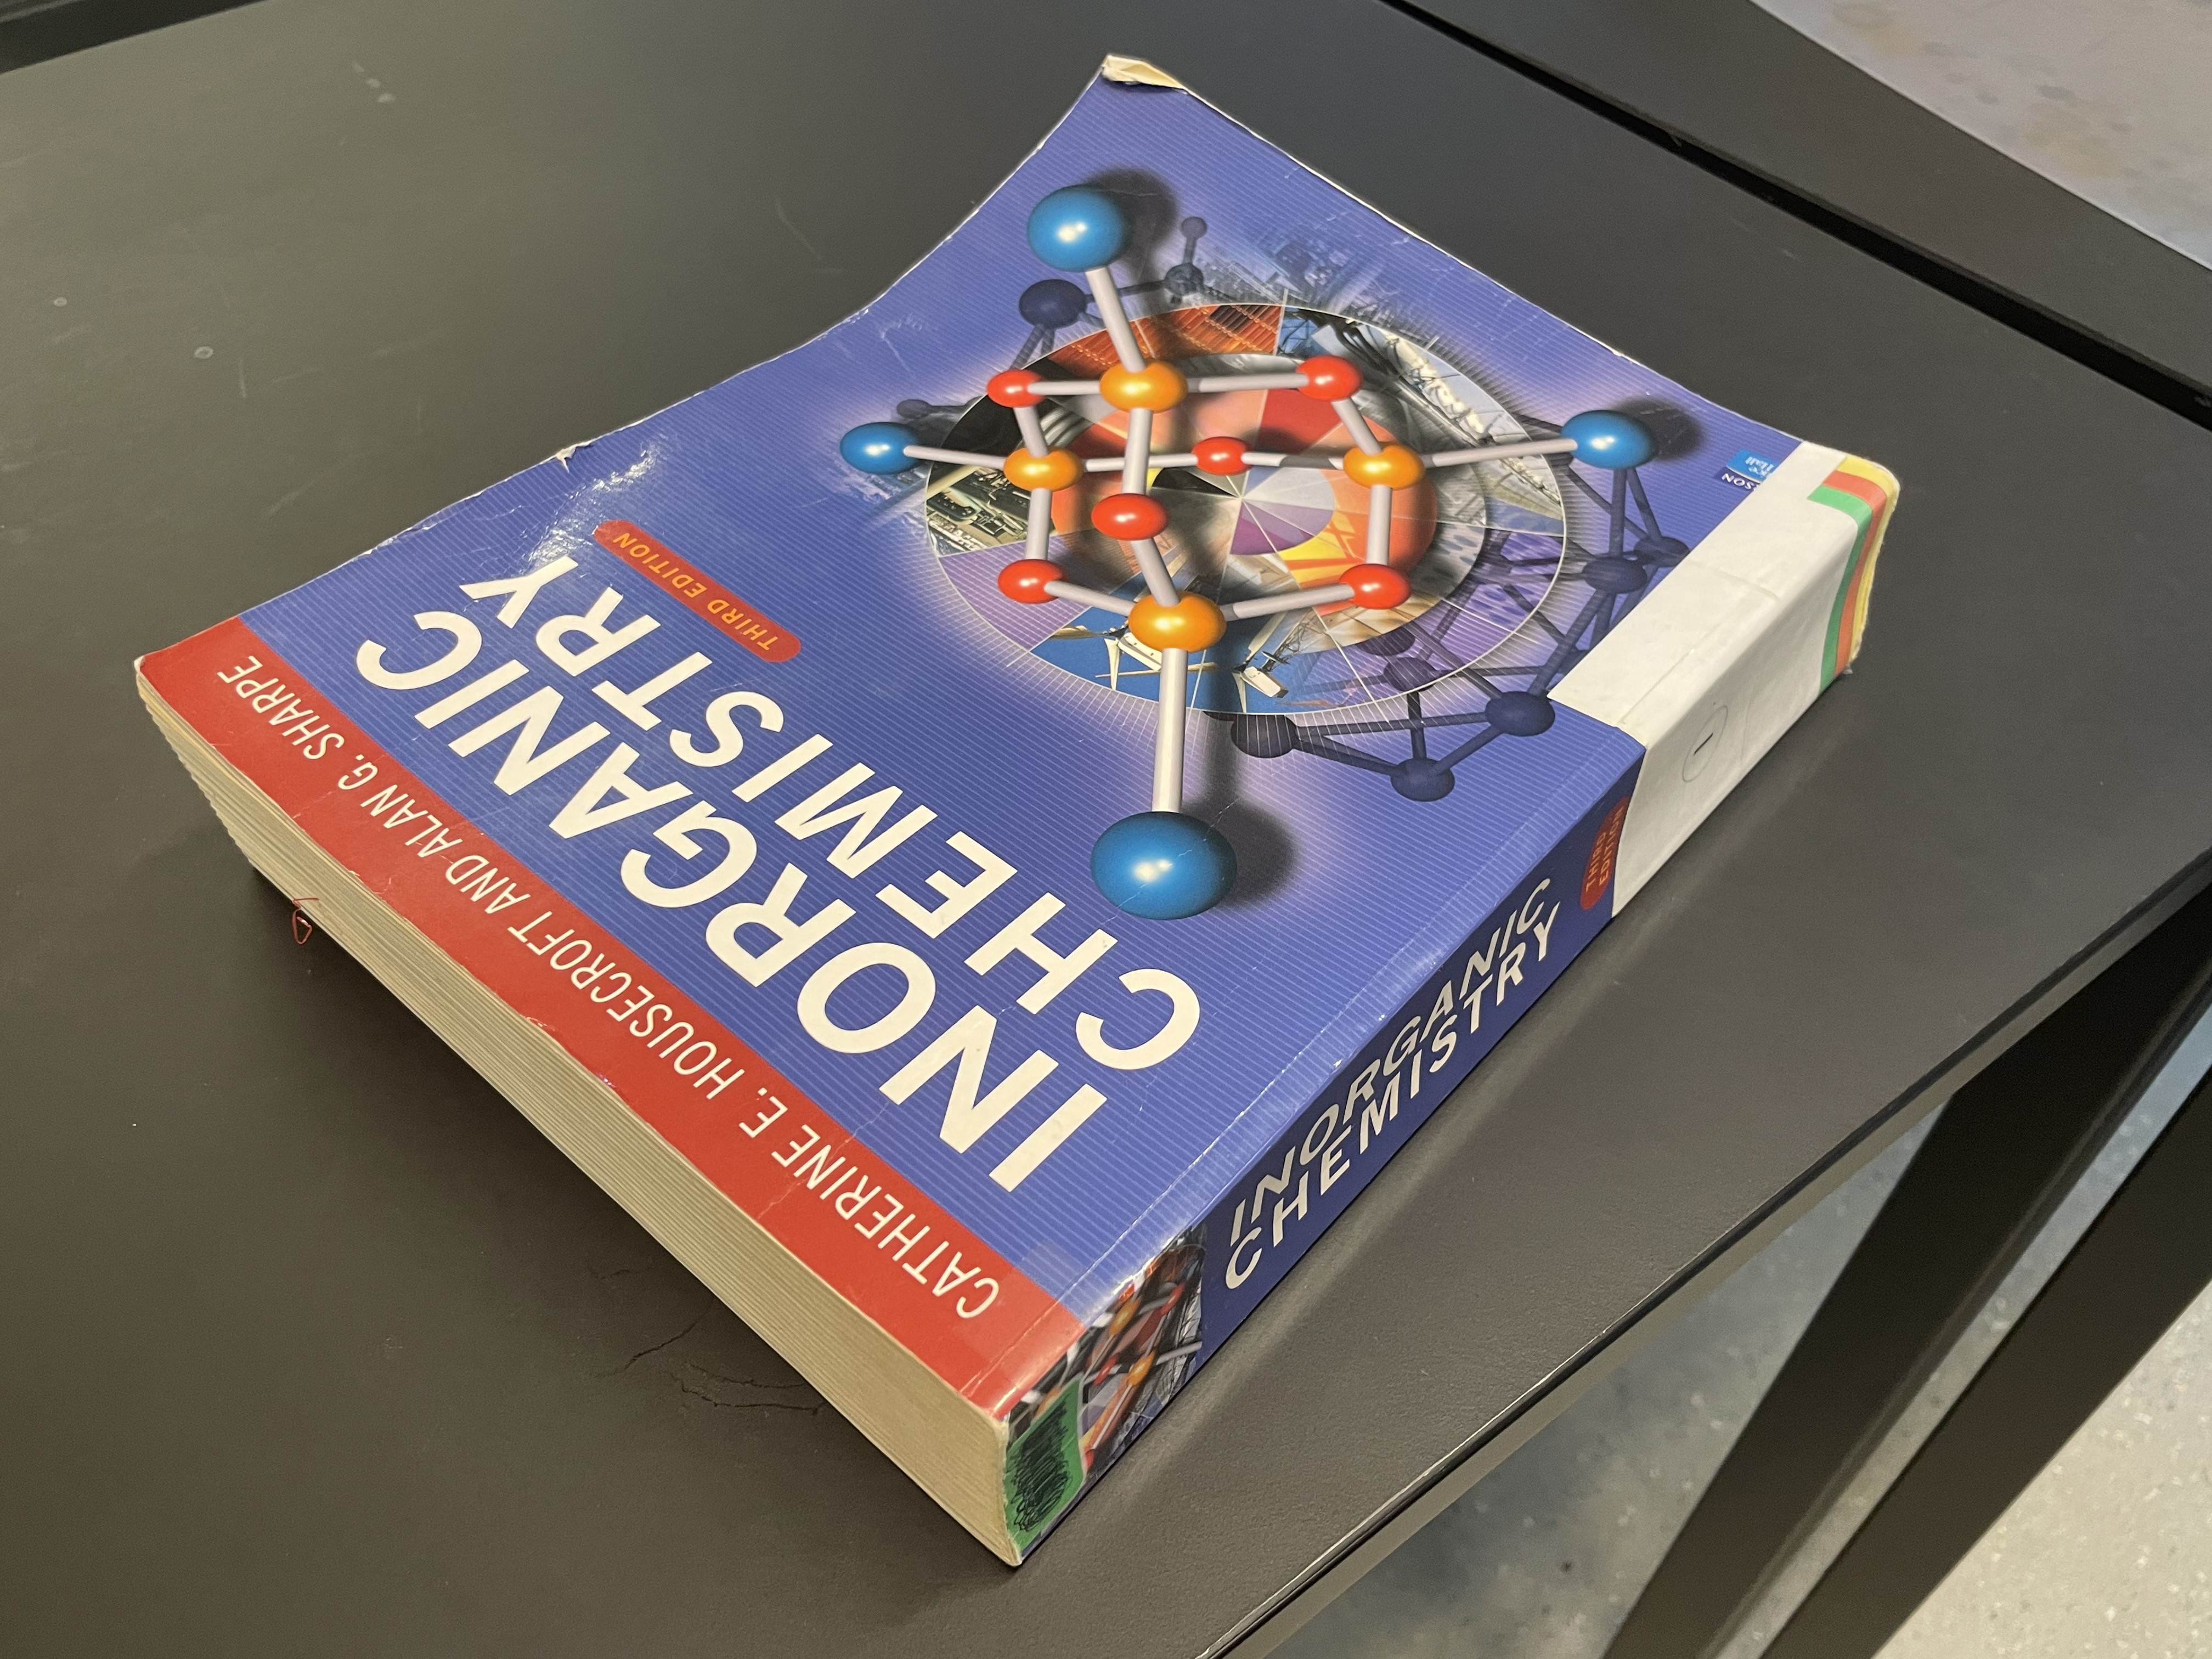 CATHERINE E. HOUSECROFT AND ALAN G. SHARPE
INORGANIC
CHEMISTRY
THIRD EDITION
INORGANIC
CHEMISTRY
THIRD
EDITION